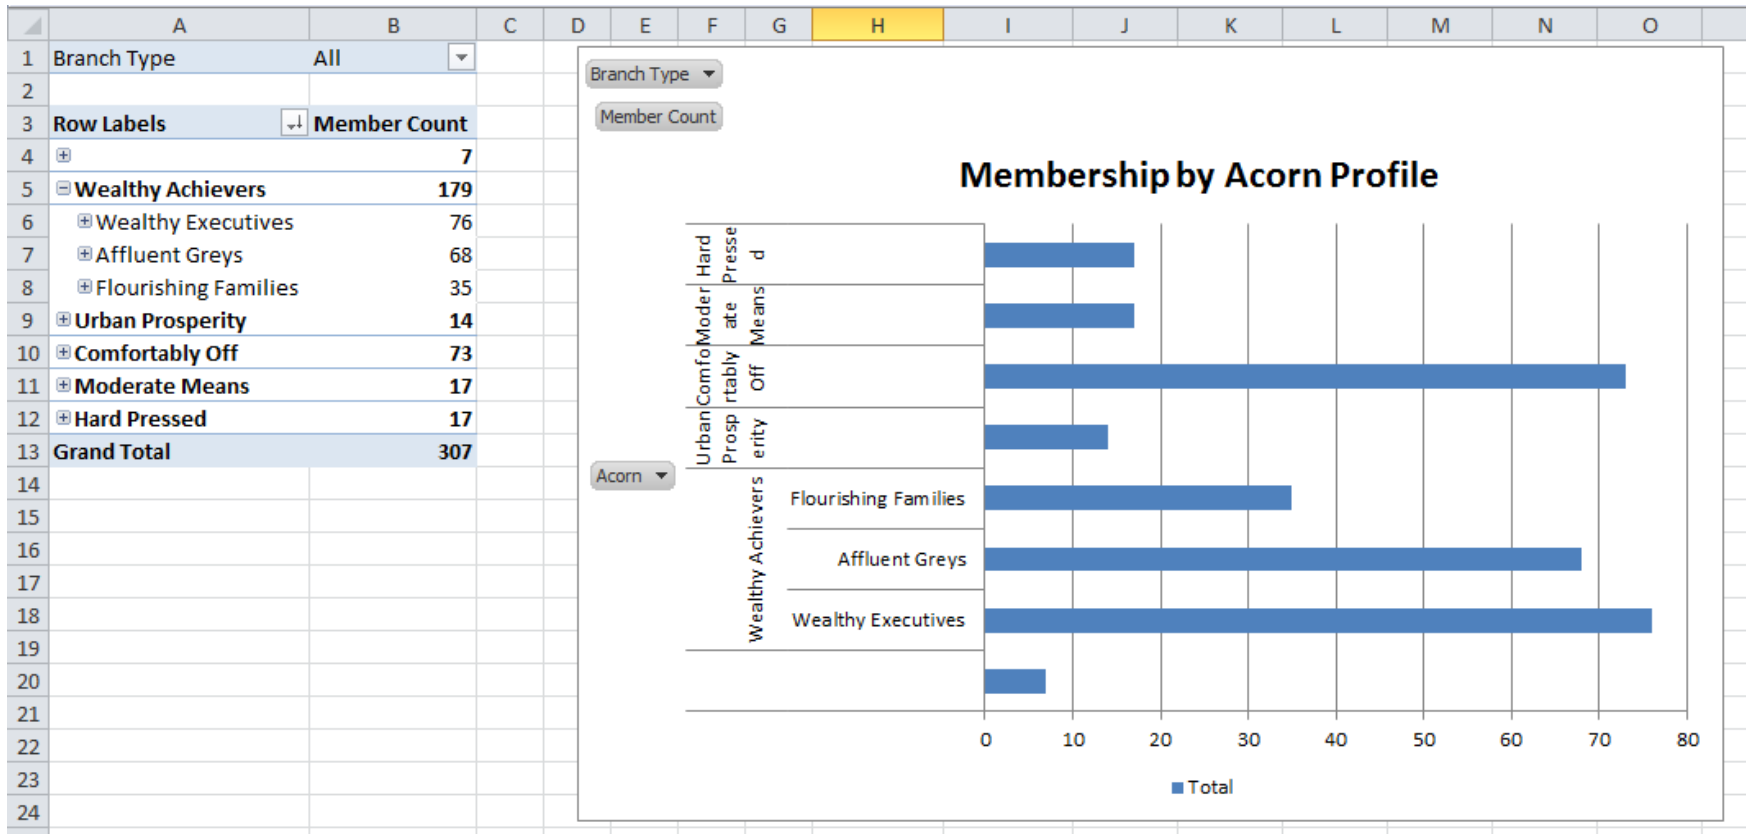 A B C D E F G H I J K L M N O
1 Branch Type All
2
3 Row Labels Member Count
4 7
5 Wealthy Achievers 179
6 Wealthy Executives 76
7 Affluent Greys 68
8 Flourishing Families 35
9 Urban Prosperity 14
10 Comfortably Off 73
11 Moderate Means 17
12 Hard Pressed 17
13 Grand Total 307
14
15
16
17
18
19
20
21
22
23
24
Branch Type
Member Count
Membership by Acorn Profile
Hard
Presse
d
Moder
ate
Means
Comfo
rtably
Off
Urban
Prosp
erity
Acorn
Wealthy Achievers
Flourishing Families
Affluent Greys
Wealthy Executives
0 10 20 30 40 50 60 70 80
Total